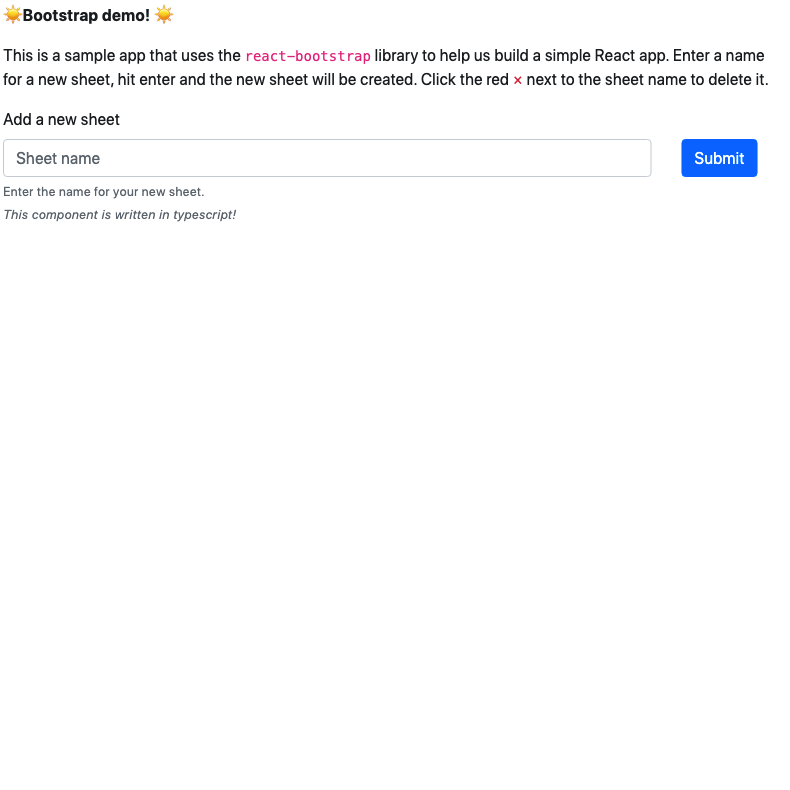 ☀️Bootstrap demo! ☀️
This is a sample app that uses the react-bootstrap library to help us build a simple React app. Enter a name
for a new sheet, hit enter and the new sheet will be created. Click the red × next to the sheet name to delete it.
Add a new sheet
Sheet name
Submit
Enter the name for your new sheet.
This component is written in typescript!